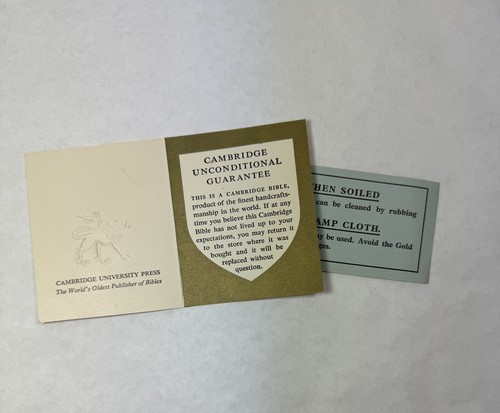 CAMBRIDGE UNIVERSITY PRESS
The World's Oldest Publisher of Bibles
CAMBRIDGE
UNCONDITIONAL
GUARANTEE
THIS IS A CAMBRIDGE BIBLE,
product of the finest handcrafts-
manship in the world. If at any
time you believe this Cambridge
Bible has not lived up to your
expectations, you may return it
to the store where it was
bought and it will be
replaced without
question.
HEN SOILED
can be cleaned by rubbing
AMP CLOTH.
be used. Avoid the Gold